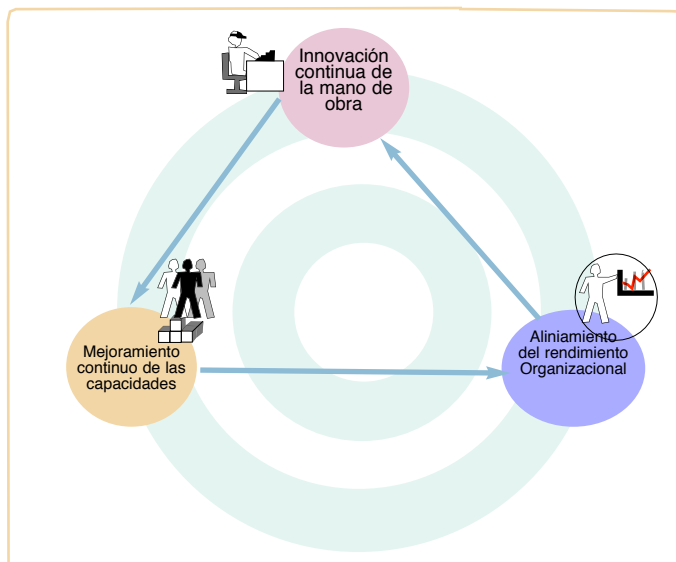 Innovación
continua de
la mano de
obra
Mejoramiento
continuo de las
capacidades
Aliniamiento
del rendimiento
Organizacional